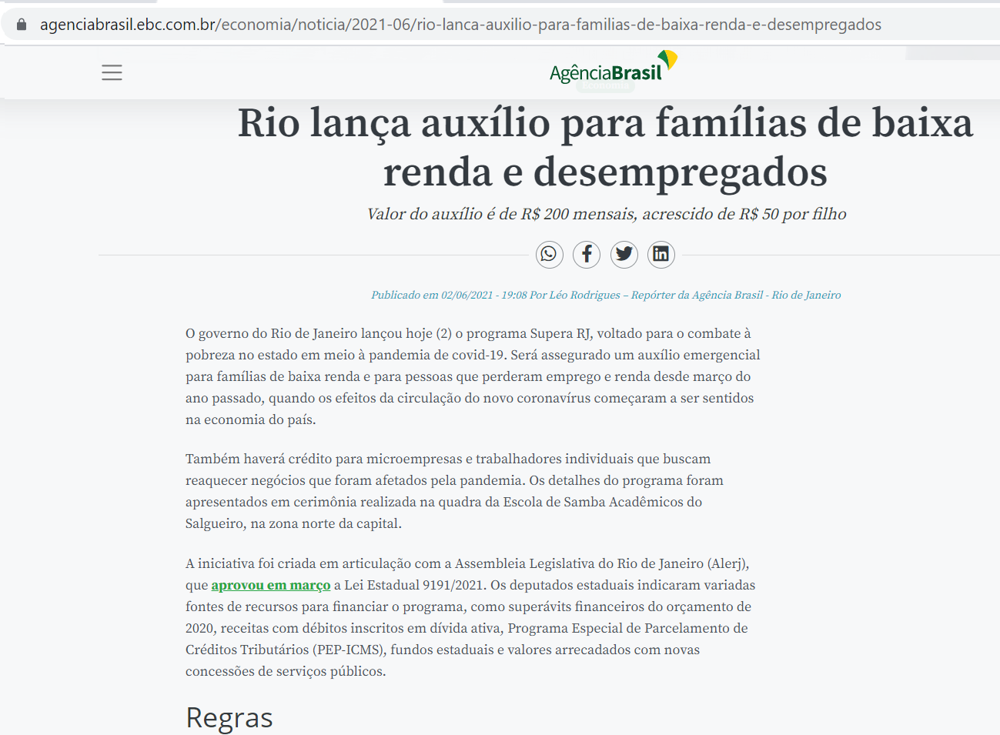 agenciabrasil.ebc.com.br/economia/noticia/2021-06/rio-lanca-auxilio-para-familias-de-baixa-renda-e-desempregados
AgênciaBrasil
Rio lança auxílio para famílias de baixa
renda e desempregados
Valor do auxílio é de R$ 200 mensais, acrescido de R$ 50 por filho
Publicado em 02/06/2021 - 19:08 Por Léo Rodrigues – Repórter da Agência Brasil - Rio de Janeiro
O governo do Rio de Janeiro lançou hoje (2) o programa Supera RJ, voltado para o combate à
pobreza no estado em meio à pandemia de covid-19. Será assegurado um auxílio emergencial
para famílias de baixa renda e para pessoas que perderam emprego e renda desde março do
ano passado, quando os efeitos da circulação do novo coronavírus começaram a ser sentidos
na economia do país.
Também haverá crédito para microempresas e trabalhadores individuais que buscam
reaquecer negócios que foram afetados pela pandemia. Os detalhes do programa foram
apresentados em cerimônia realizada na quadra da Escola de Samba Acadêmicos do
Salgueiro, na zona norte da capital.
A iniciativa foi criada em articulação com a Assembleia Legislativa do Rio de Janeiro (Alerj),
que aprovou em março a Lei Estadual 9191/2021. Os deputados estaduais indicaram variadas
fontes de recursos para financiar o programa, como superávits financeiros do orçamento de
2020, receitas com débitos inscritos em dívida ativa, Programa Especial de Parcelamento de
Créditos Tributários (PEP-ICMS), fundos estaduais e valores arrecadados com novas
concessões de serviços públicos.
Regras